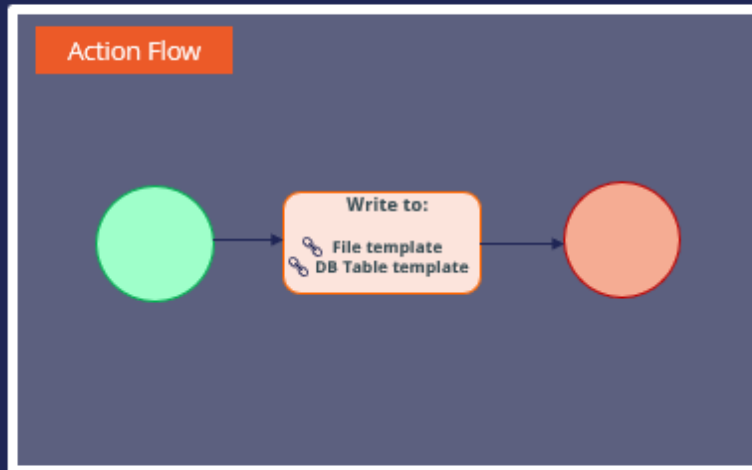 Action Flow
Write to:
File template
DB Table template